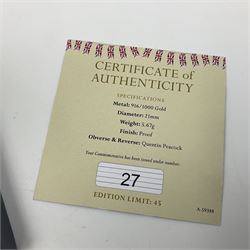 CERTIFICATE of
AUTHENTICITY
SPECIFICATIONS
Metal: 916/1000 Gold
Diameter: 21mm
Weight: 5.67g
Finish: Proof
Obverse & Reverse: Quentin Peacock
Your Commemorative has been issued under number:
27
EDITION LIMIT: 45